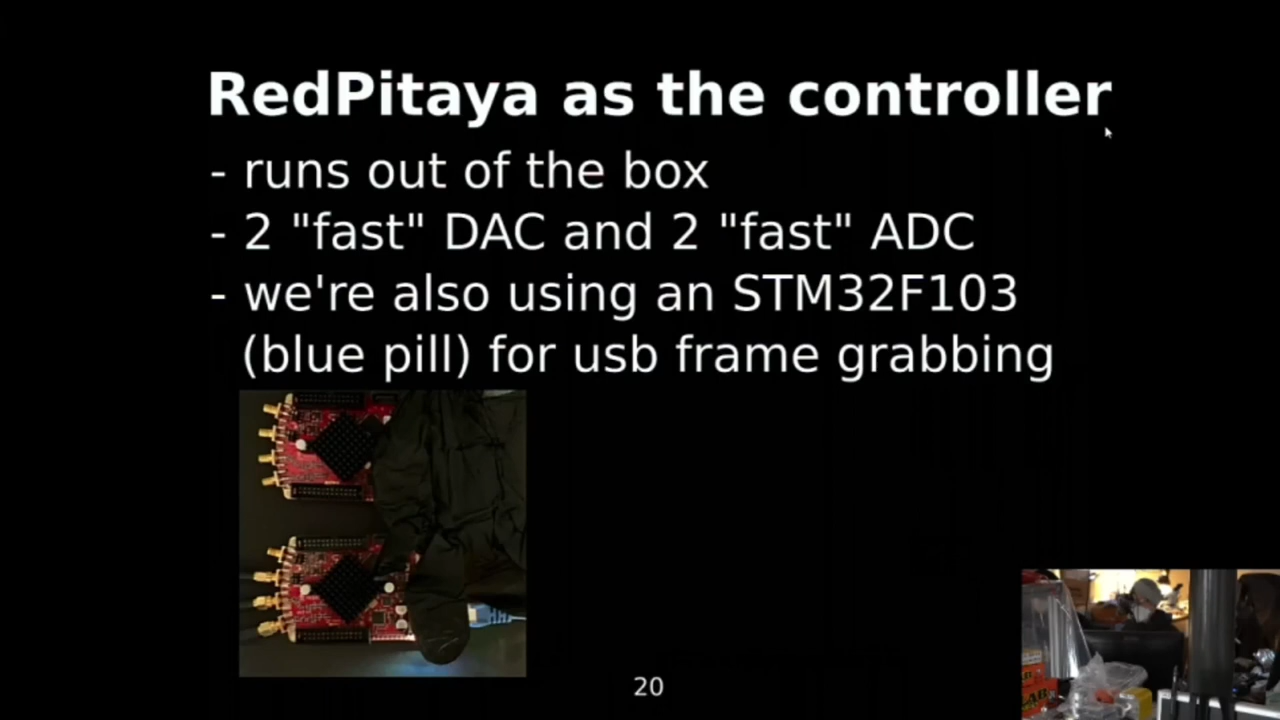 RedPitaya as the controller
- runs out of the box
- 2 "fast" DAC and 2 "fast" ADC
- we're also using an STM32F103
(blue pill) for usb frame grabbing
20